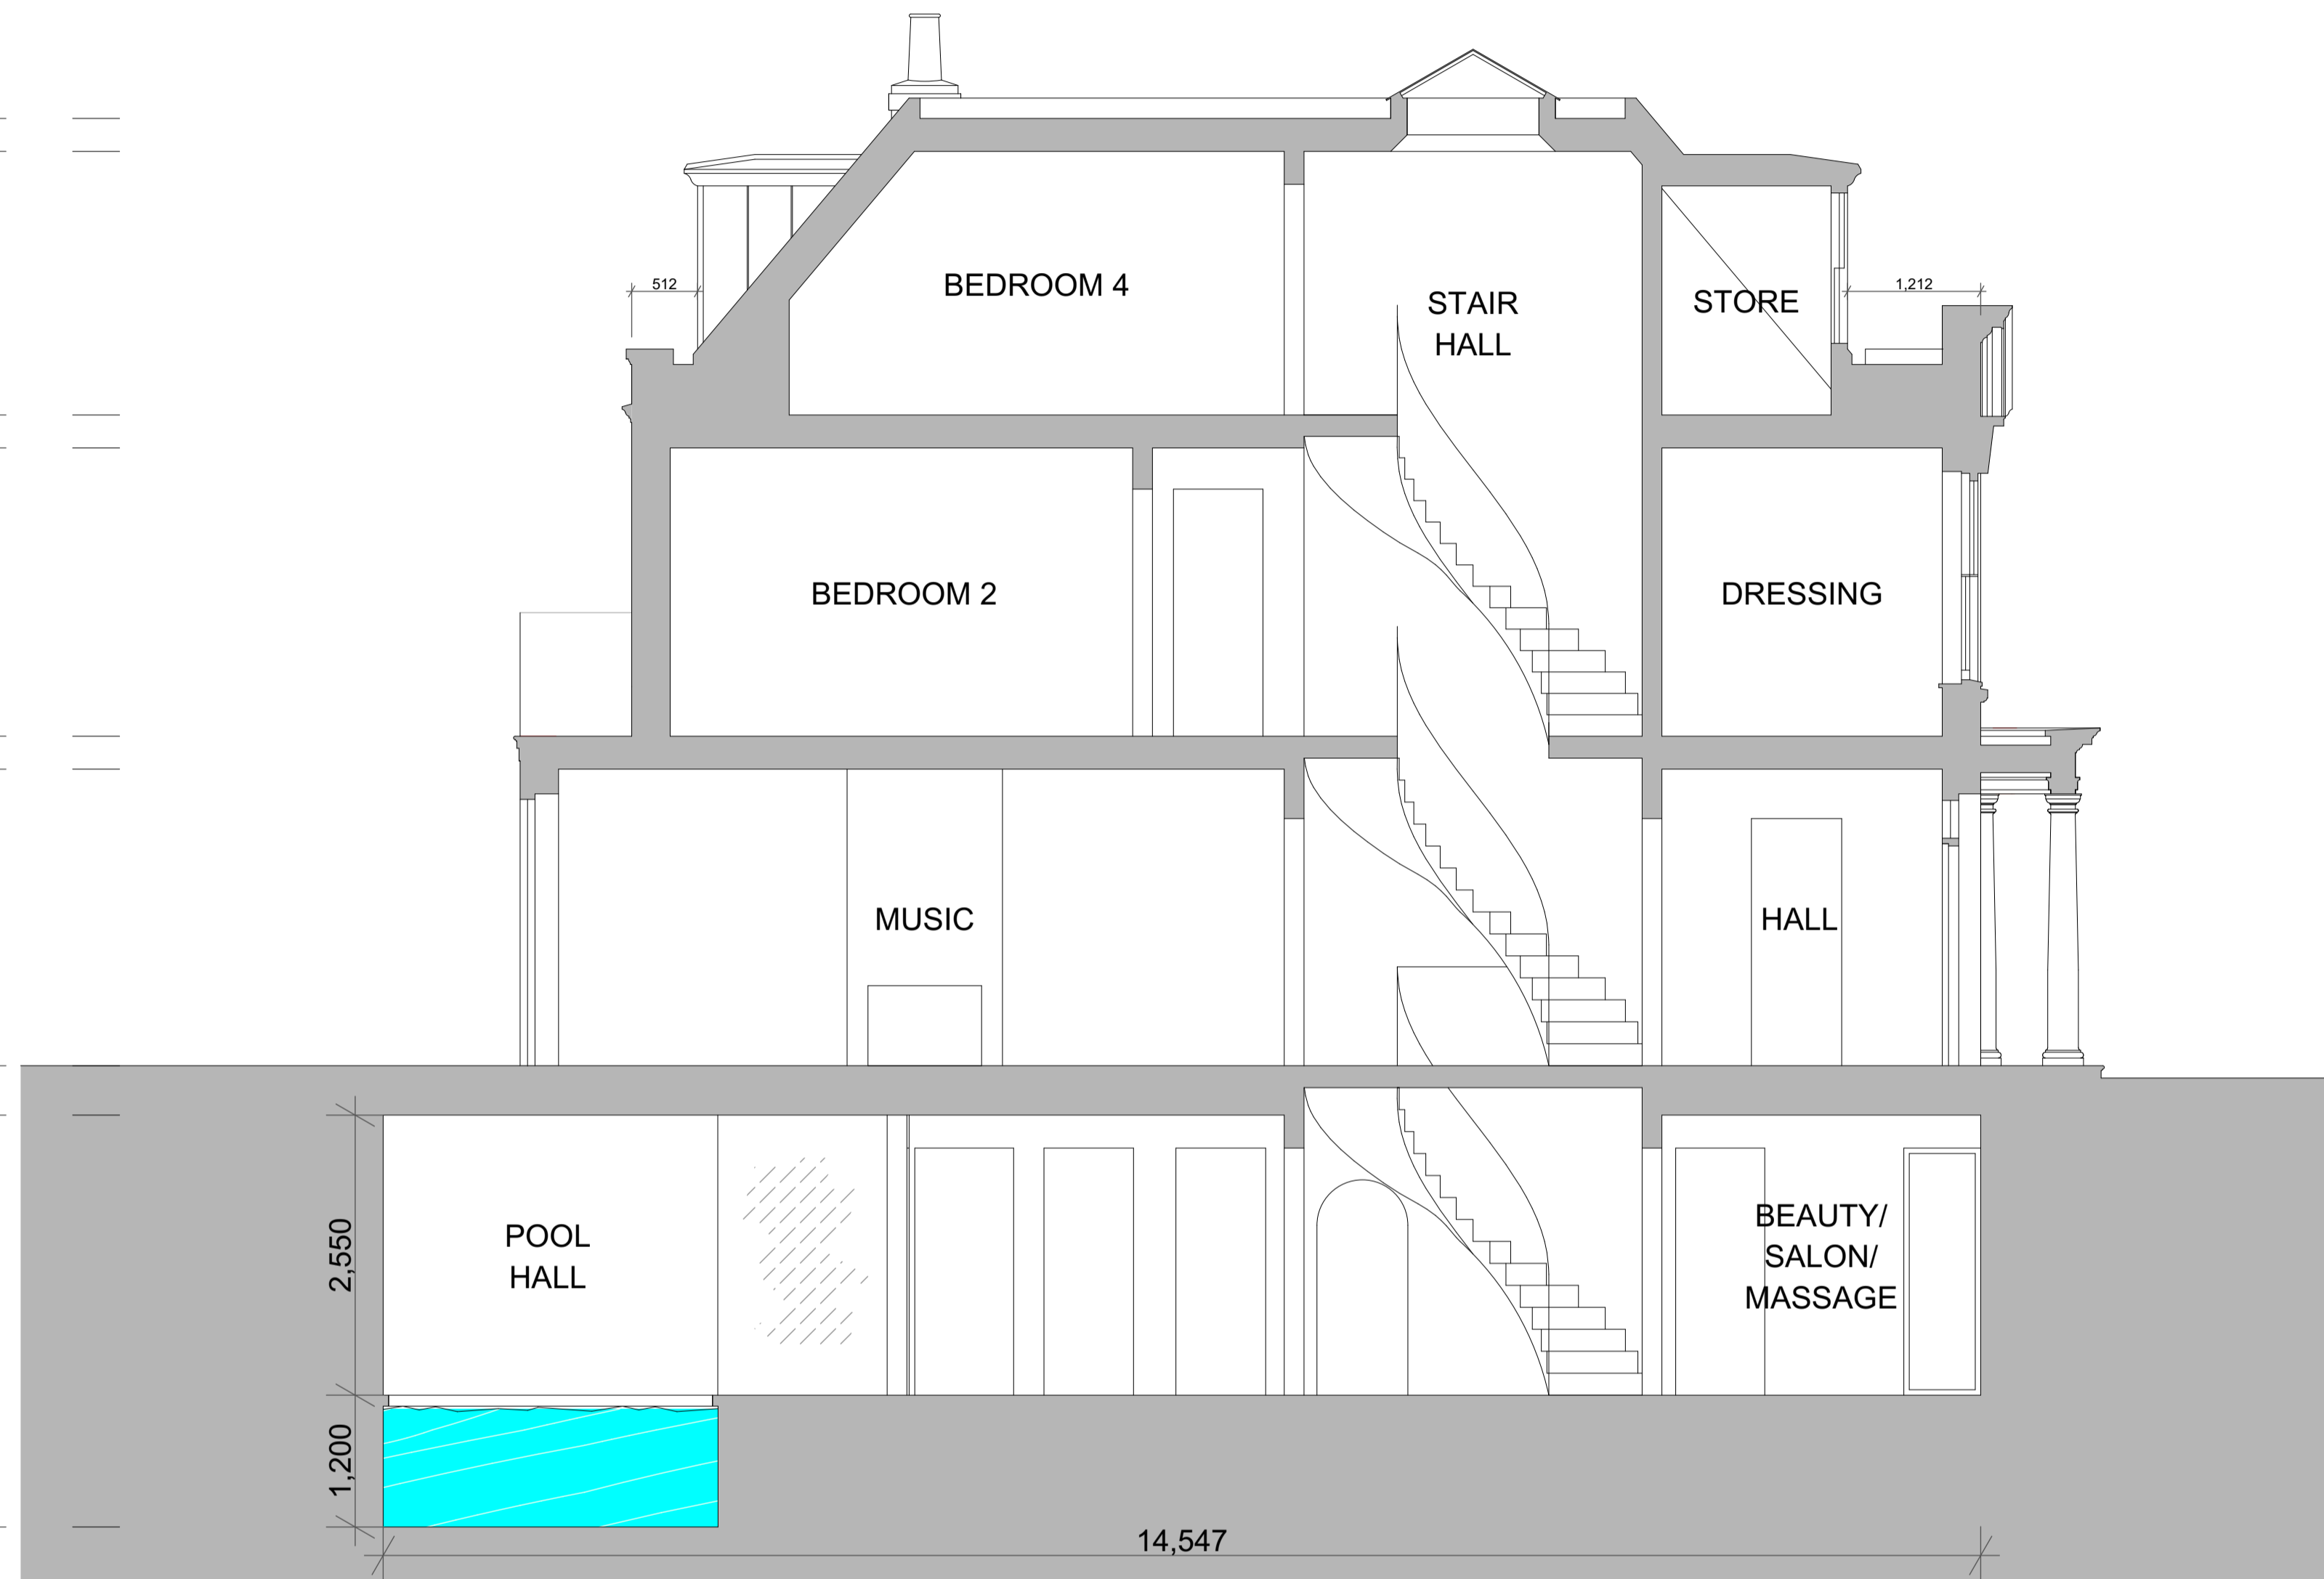 BEDROOM 4
512
1,212
STAIR
HALL
STORE
BEDROOM 2
DRESSING
MUSIC
HALL
2,550
POOL
HALL
BEAUTY/
SALON/
MASSAGE
1,200
14,547